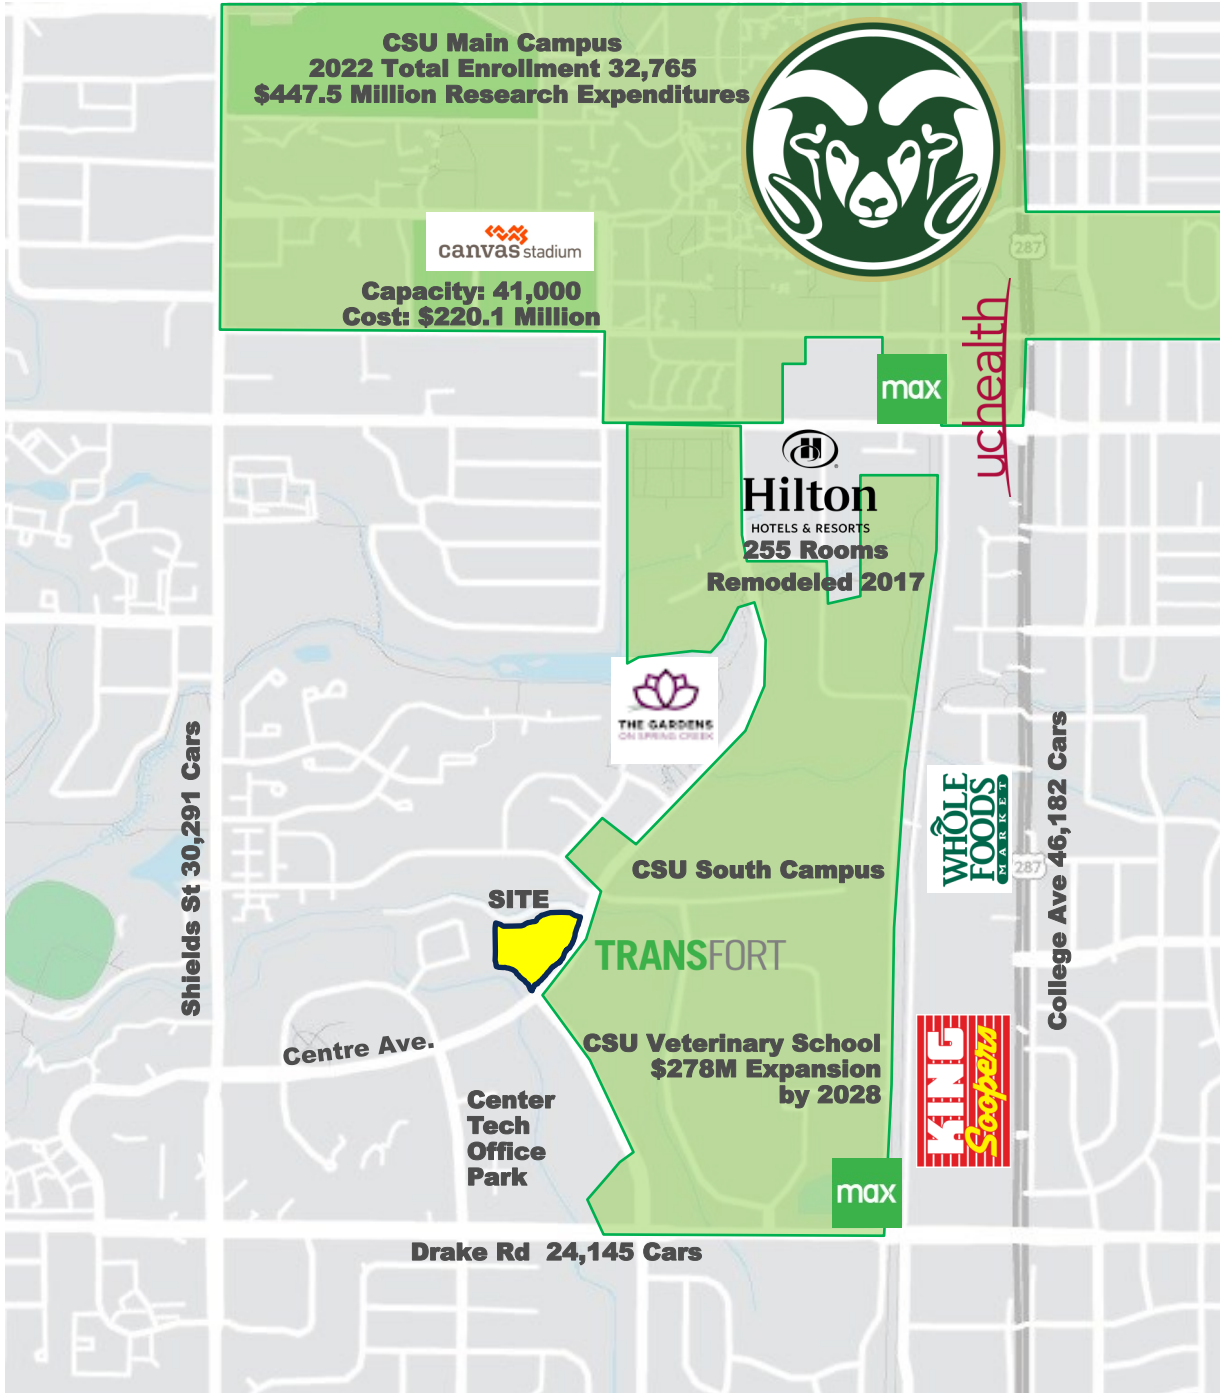 CSU Main Campus
2022 Total Enrollment 32,765
$447.5 Million Research Expenditures
canvas stadium
Capacity: 41,000
Cost: $220.1 Million
287
uchealth
max
H
Hilton
HOTELS & RESORTS
255 Rooms
Remodeled 2017
THE GARDENS
ON SPRING CREEK
Shields St 30,291 Cars
College Ave 46,182 Cars
WHOLE
FOODS
MARKET
287
CSU South Campus
SITE
TRANSFORT
Centre Ave.
CSU Veterinary School
$278M Expansion
by 2028
KING
Soopers
Center
Tech
Office
Park
max
Drake Rd 24,145 Cars